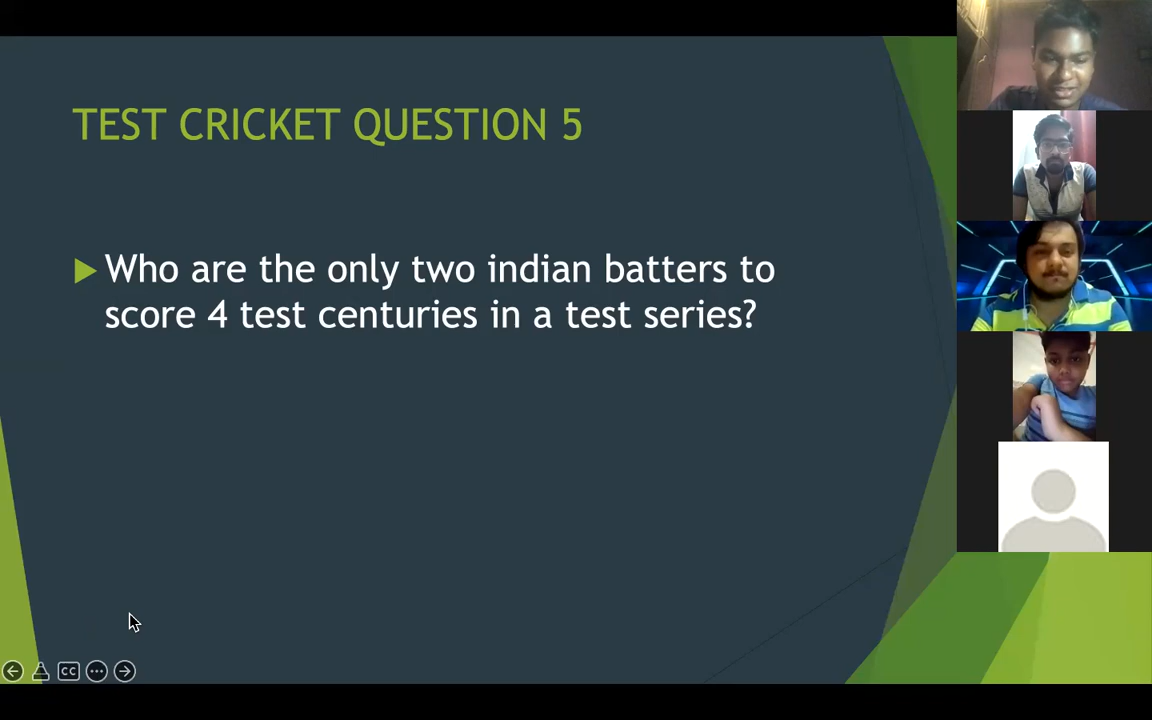 TEST CRICKET QUESTION 5
Who are the only two indian batters to
score 4 test centuries in a test series?
CC